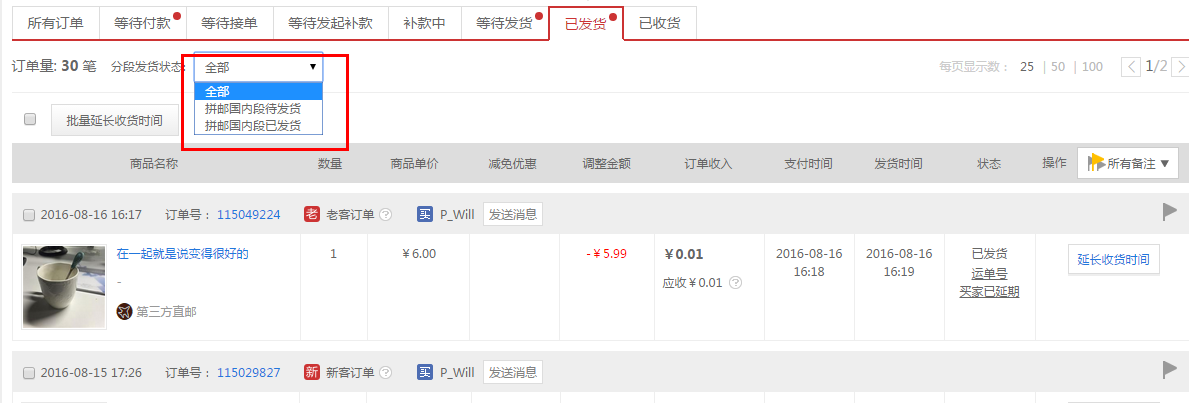 所有订单 等待付款 等待接单 等待发起补款 补款中 等待发货 已发货 已收货
订单量: 30 笔 分段发货状态: 全部 ▼ 每页显示数： 25 | 50 | 100 1/2
全部
拼邮国内段待发货
拼邮国内段已发货
批量延长收货时间
商品名称 数量 商品单价 减免优惠 调整金额 订单收入 支付时间 发货时间 状态 操作 所有备注▼
2016-08-16 16:17 订单号： 115049224 老 老客订单 ? 买 P_Will 发送消息
在一起就是说变得很好的 1 ¥6.00 -¥5.99 ¥0.01 2016-08-16 2016-08-16 已发货 延长收货时间
16:18 16:19 运单号
- 应收¥0.01 ? 买家已延期
第三方直邮
2016-08-15 17:26 订单号： 115029827 新 新客订单 ? 买 P_Will 发送消息